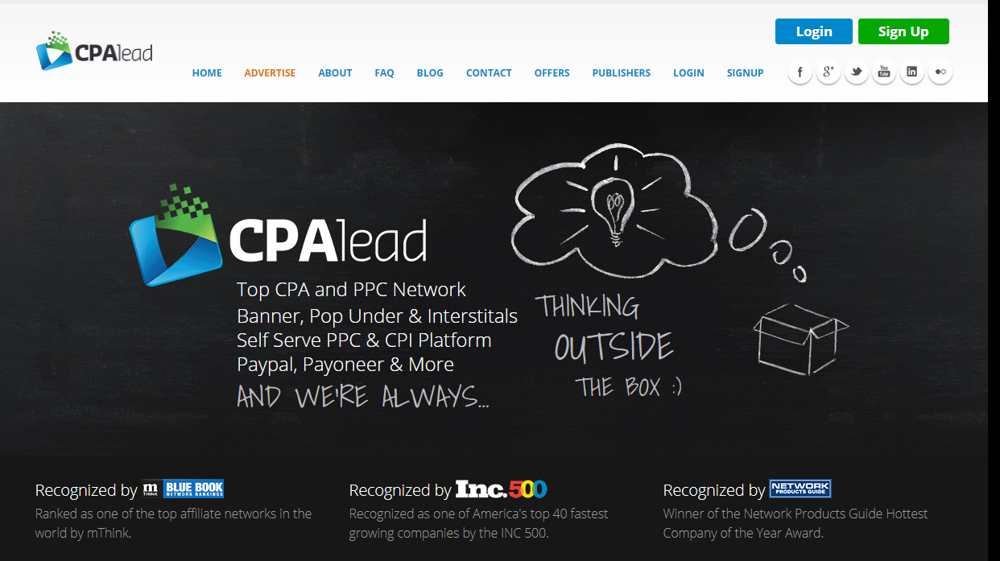 Login
Sign Up
CPAlead
HOME
ADVERTISE
ABOUT
FAQ
BLOG
CONTACT
OFFERS
PUBLISHERS
LOGIN
SIGNUP
f
g+
You Tube
in
CPAlead
Top CPA and PPC Network
Banner, Pop Under & Interstitals
Self Serve PPC & CPI Platform
Paypal, Payoneer & More
AND WE'RE ALWAYS...
THINKING
OUTSIDE
THE BOX :)
Recognized by m THINK BLUE BOOK NETWORK RANKINGS
Ranked as one of the top affiliate networks in the
world by mThink.
Recognized by Inc.500
Recognized as one of America's top 40 fastest
growing companies by the INC 500.
Recognized by NETWORK PRODUCTS GUIDE
Winner of the Network Products Guide Hottest
Company of the Year Award.